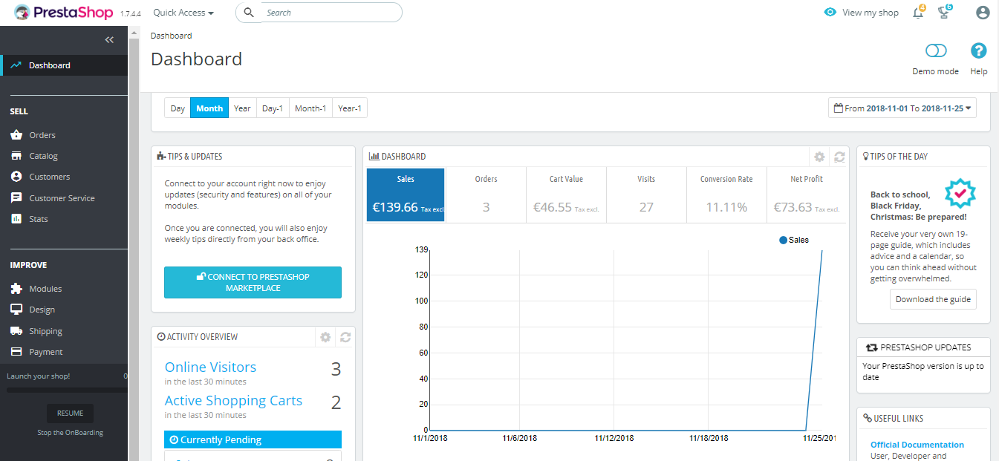 PrestaShop 1.7.4.4 Quick Access Search View my shop 4 6
Dashboard
Dashboard
Demo mode Help
Dashboard
SELL
Orders
Catalog
Customers
Customer Service
Stats
IMPROVE
Modules
Design
Shipping
Payment
Launch your shop! 0
RESUME
Stop the OnBoarding
Day Month Year Day-1 Month-1 Year-1 From 2018-11-01 To 2018-11-25
TIPS & UPDATES
Connect to your account right now to enjoy
updates (security and features) on all of your
modules.
Once you are connected, you will also enjoy
weekly tips directly from your back office.
CONNECT TO PRESTASHOP
MARKETPLACE
ACTIVITY OVERVIEW
Online Visitors 3
in the last 30 minutes
Active Shopping Carts 2
in the last 30 minutes
Currently Pending
DASHBOARD
Sales Orders Cart Value Visits Conversion Rate Net Profit
€139.66 Tax excl 3 €46.55 Tax excl. 27 11.11% €73.63 Tax excl.
Sales
139
120
100
80
60
40
20
0
11/1/2018 11/6/2018 11/12/2018 11/18/2018 11/25/201
TIPS OF THE DAY
Back to school,
Black Friday,
Christmas: Be prepared!
Receive your very own 19-
page guide, which includes
advice and a calendar, so
you can think ahead without
getting overwhelmed.
Download the guide
PRESTASHOP UPDATES
Your PrestaShop version is up to
date
USEFUL LINKS
Official Documentation
User, Developer and